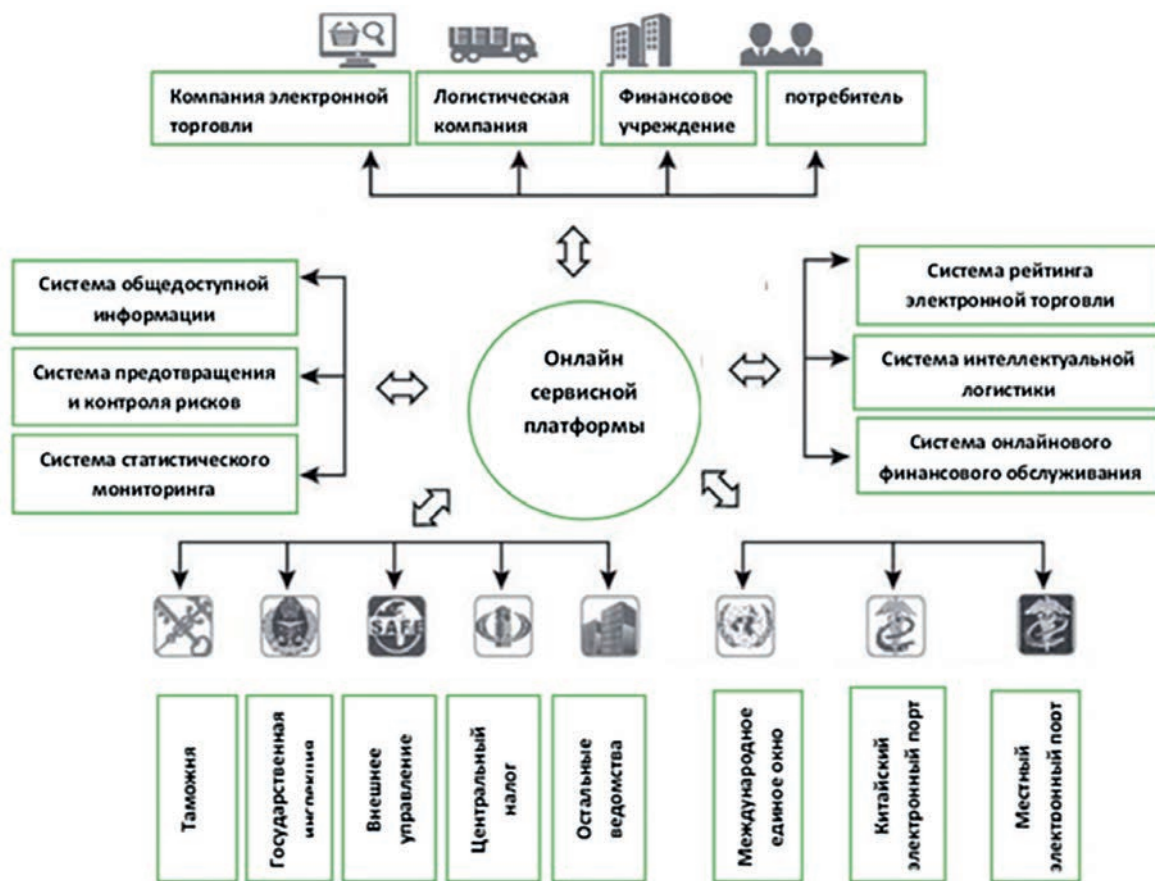 Компания электронной
торговли
Логистическая
компания
Финансовое
учреждение
потребитель
Система общедоступной
информации
Система предотвращения
и контроля рисков
Система статистического
мониторинга
Онлайн
сервисной
платформы
Система рейтинга
электронной торговли
Система интеллектуальной
логистики
Система онлайнового
финансового обслуживания
SAFE
Таможня
Государственная
инспекция
Внешнее
управление
Центральный
налог
Остальные
ведомства
Международное
единое окно
Китайский
электронный порт
Местный
электронный порт